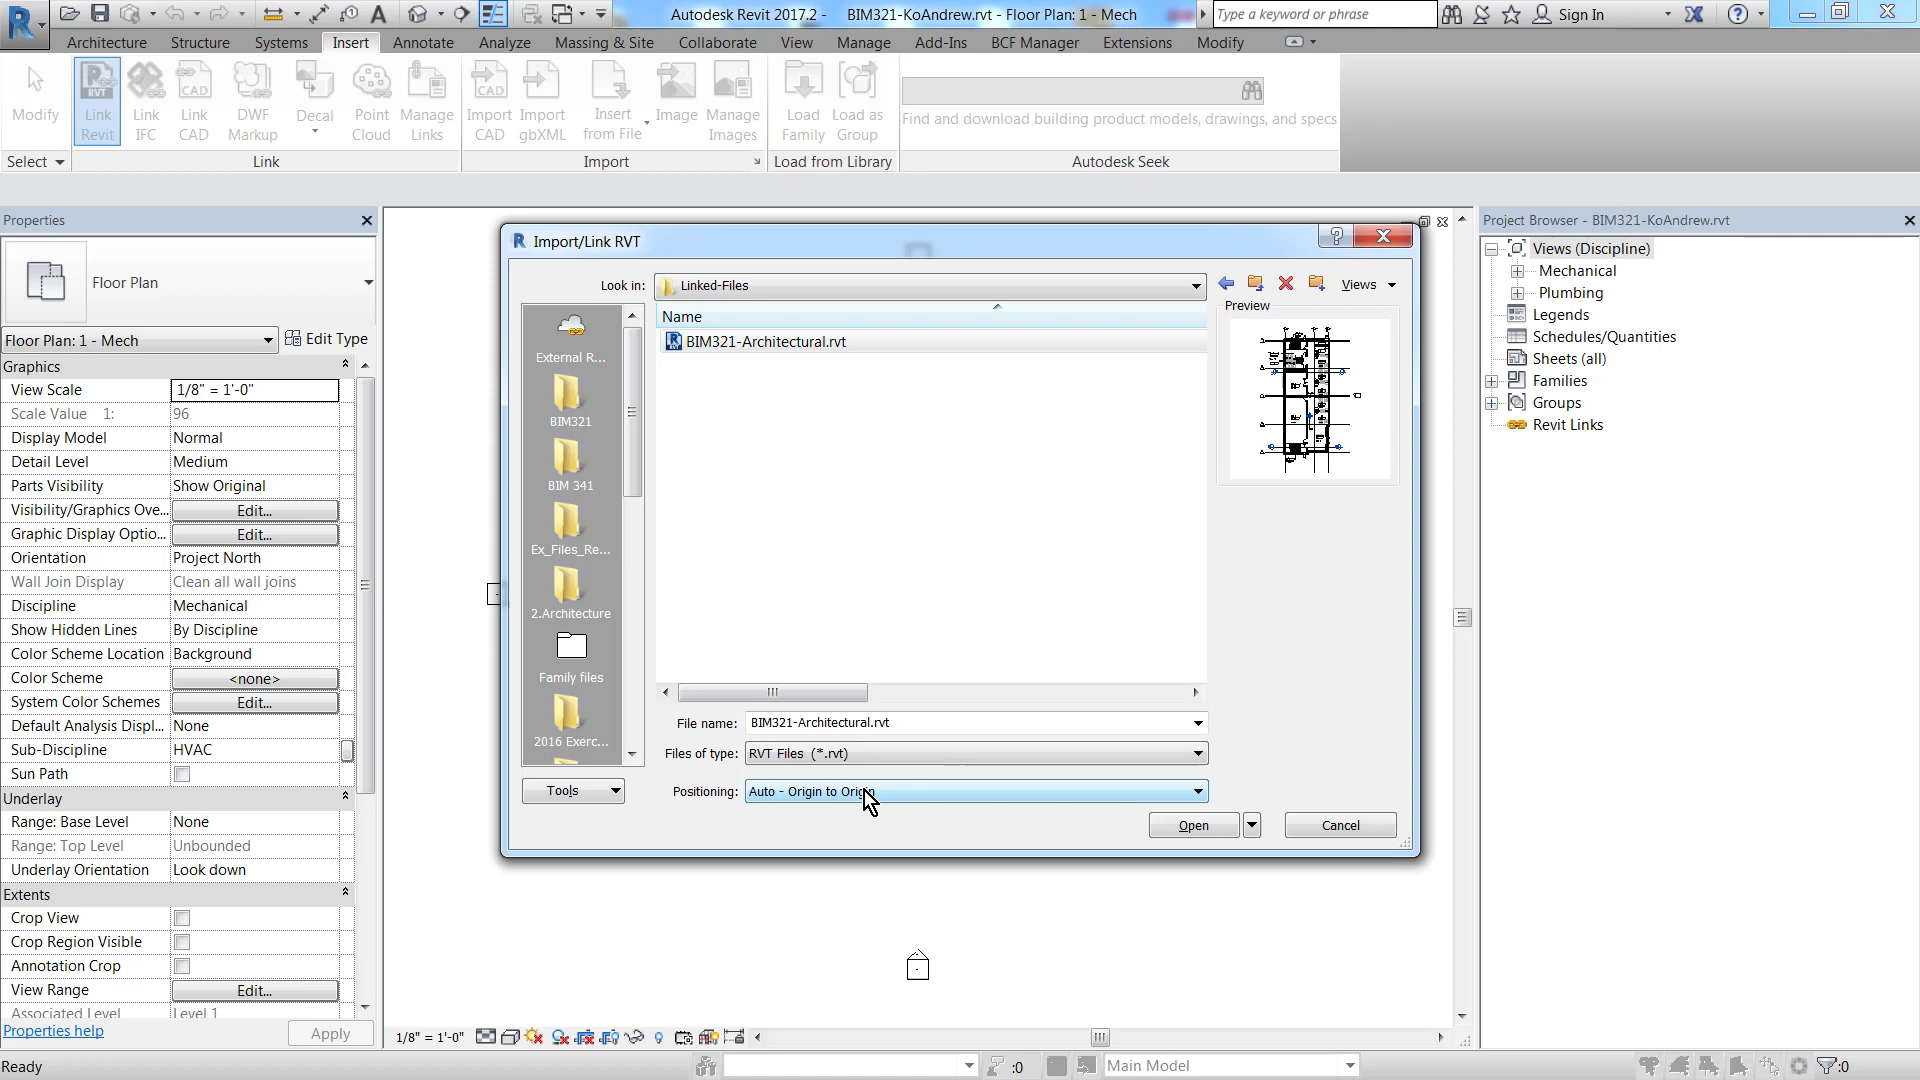 Autodesk Revit 2017.2 - BIM321-KoAndrew.rvt - Floor Plan: 1 - Mech
Type a keyword or phrase
Sign In
Architecture Structure Systems Insert Annotate Analyze Massing & Site Collaborate View Manage Add-Ins BCF Manager Extensions Modify
Modify
Link Revit
Link IFC
Link CAD
DWF Markup
Decal
Point Cloud
Manage Links
Import CAD
Import gbXML
Insert from File
Image
Manage Images
Load Family
Load as Group
Find and download building product models, drawings, and specs
Select
Link
Import
Load from Library
Autodesk Seek
Properties
Floor Plan
Floor Plan: 1 - Mech
Edit Type
Graphics
View Scale 1/8" = 1'-0"
Scale Value 1: 96
Display Model Normal
Detail Level Medium
Parts Visibility Show Original
Visibility/Graphics Ove... Edit...
Graphic Display Optio... Edit...
Orientation Project North
Wall Join Display Clean all wall joins
Discipline Mechanical
Show Hidden Lines By Discipline
Color Scheme Location Background
Color Scheme <none>
System Color Schemes Edit...
Default Analysis Displ... None
Sub-Discipline HVAC
Sun Path
Underlay
Range: Base Level None
Range: Top Level Unbounded
Underlay Orientation Look down
Extents
Crop View
Crop Region Visible
Annotation Crop
View Range Edit...
Associated Level Level 1
Properties help
Apply
Import/Link RVT
Look in: Linked-Files
Views
Name
BIM321-Architectural.rvt
Preview
External R...
BIM321
BIM 341
Ex_Files_Re...
2.Architecture
Family files
2016 Exerc...
File name: BIM321-Architectural.rvt
Files of type: RVT Files (*.rvt)
Tools
Positioning: Auto - Origin to Origin
Open
Cancel
Project Browser - BIM321-KoAndrew.rvt
Views (Discipline)
Mechanical
Plumbing
Legends
Schedules/Quantities
Sheets (all)
Families
Groups
Revit Links
1/8" = 1'-0"
Ready
:0
Main Model
:0